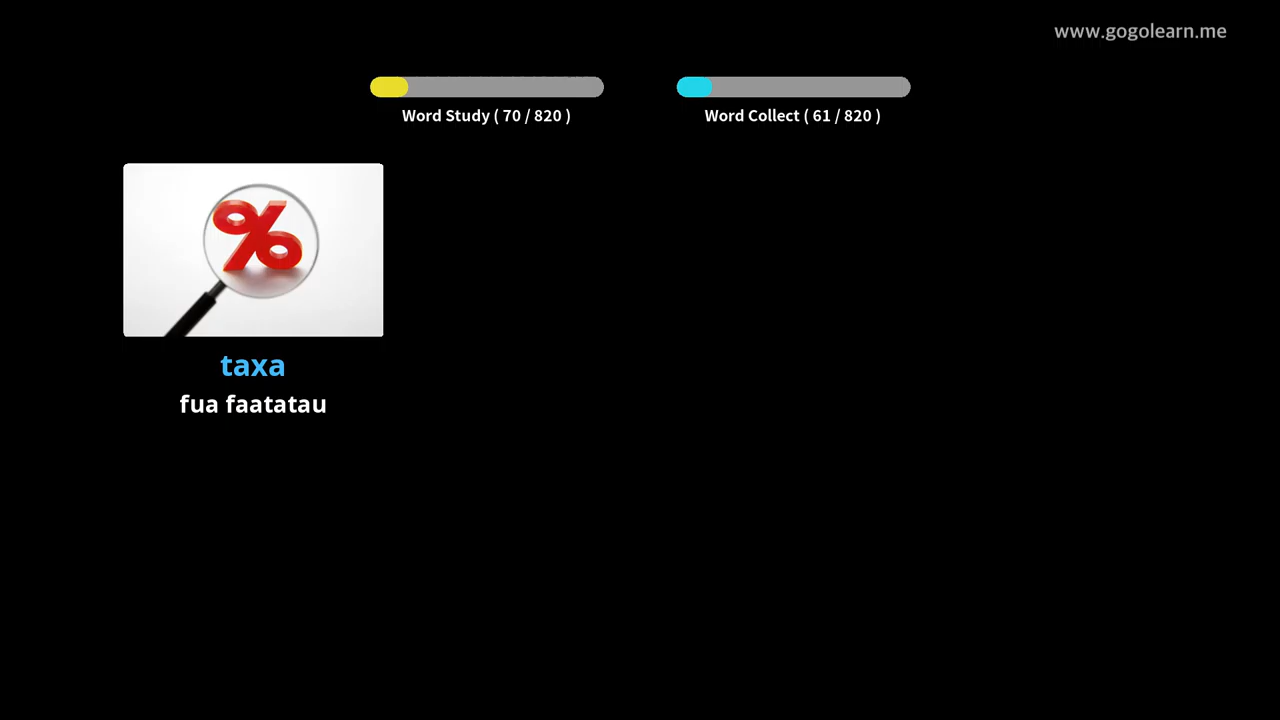 www.gogolearn.me
Word Study ( 70 / 820 )
Word Collect ( 61 / 820 )
%
taxa
fua faatatau